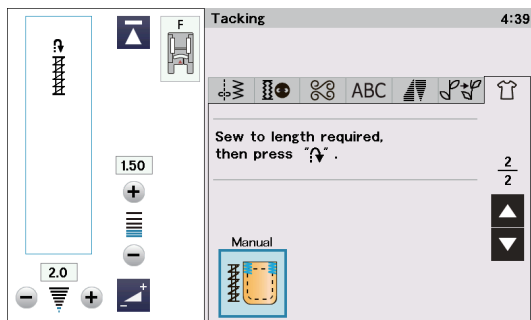 F
Tacking 4:39
ABC
Sew to length required,
then press " ".
1.50
2
2
Manual
2.0